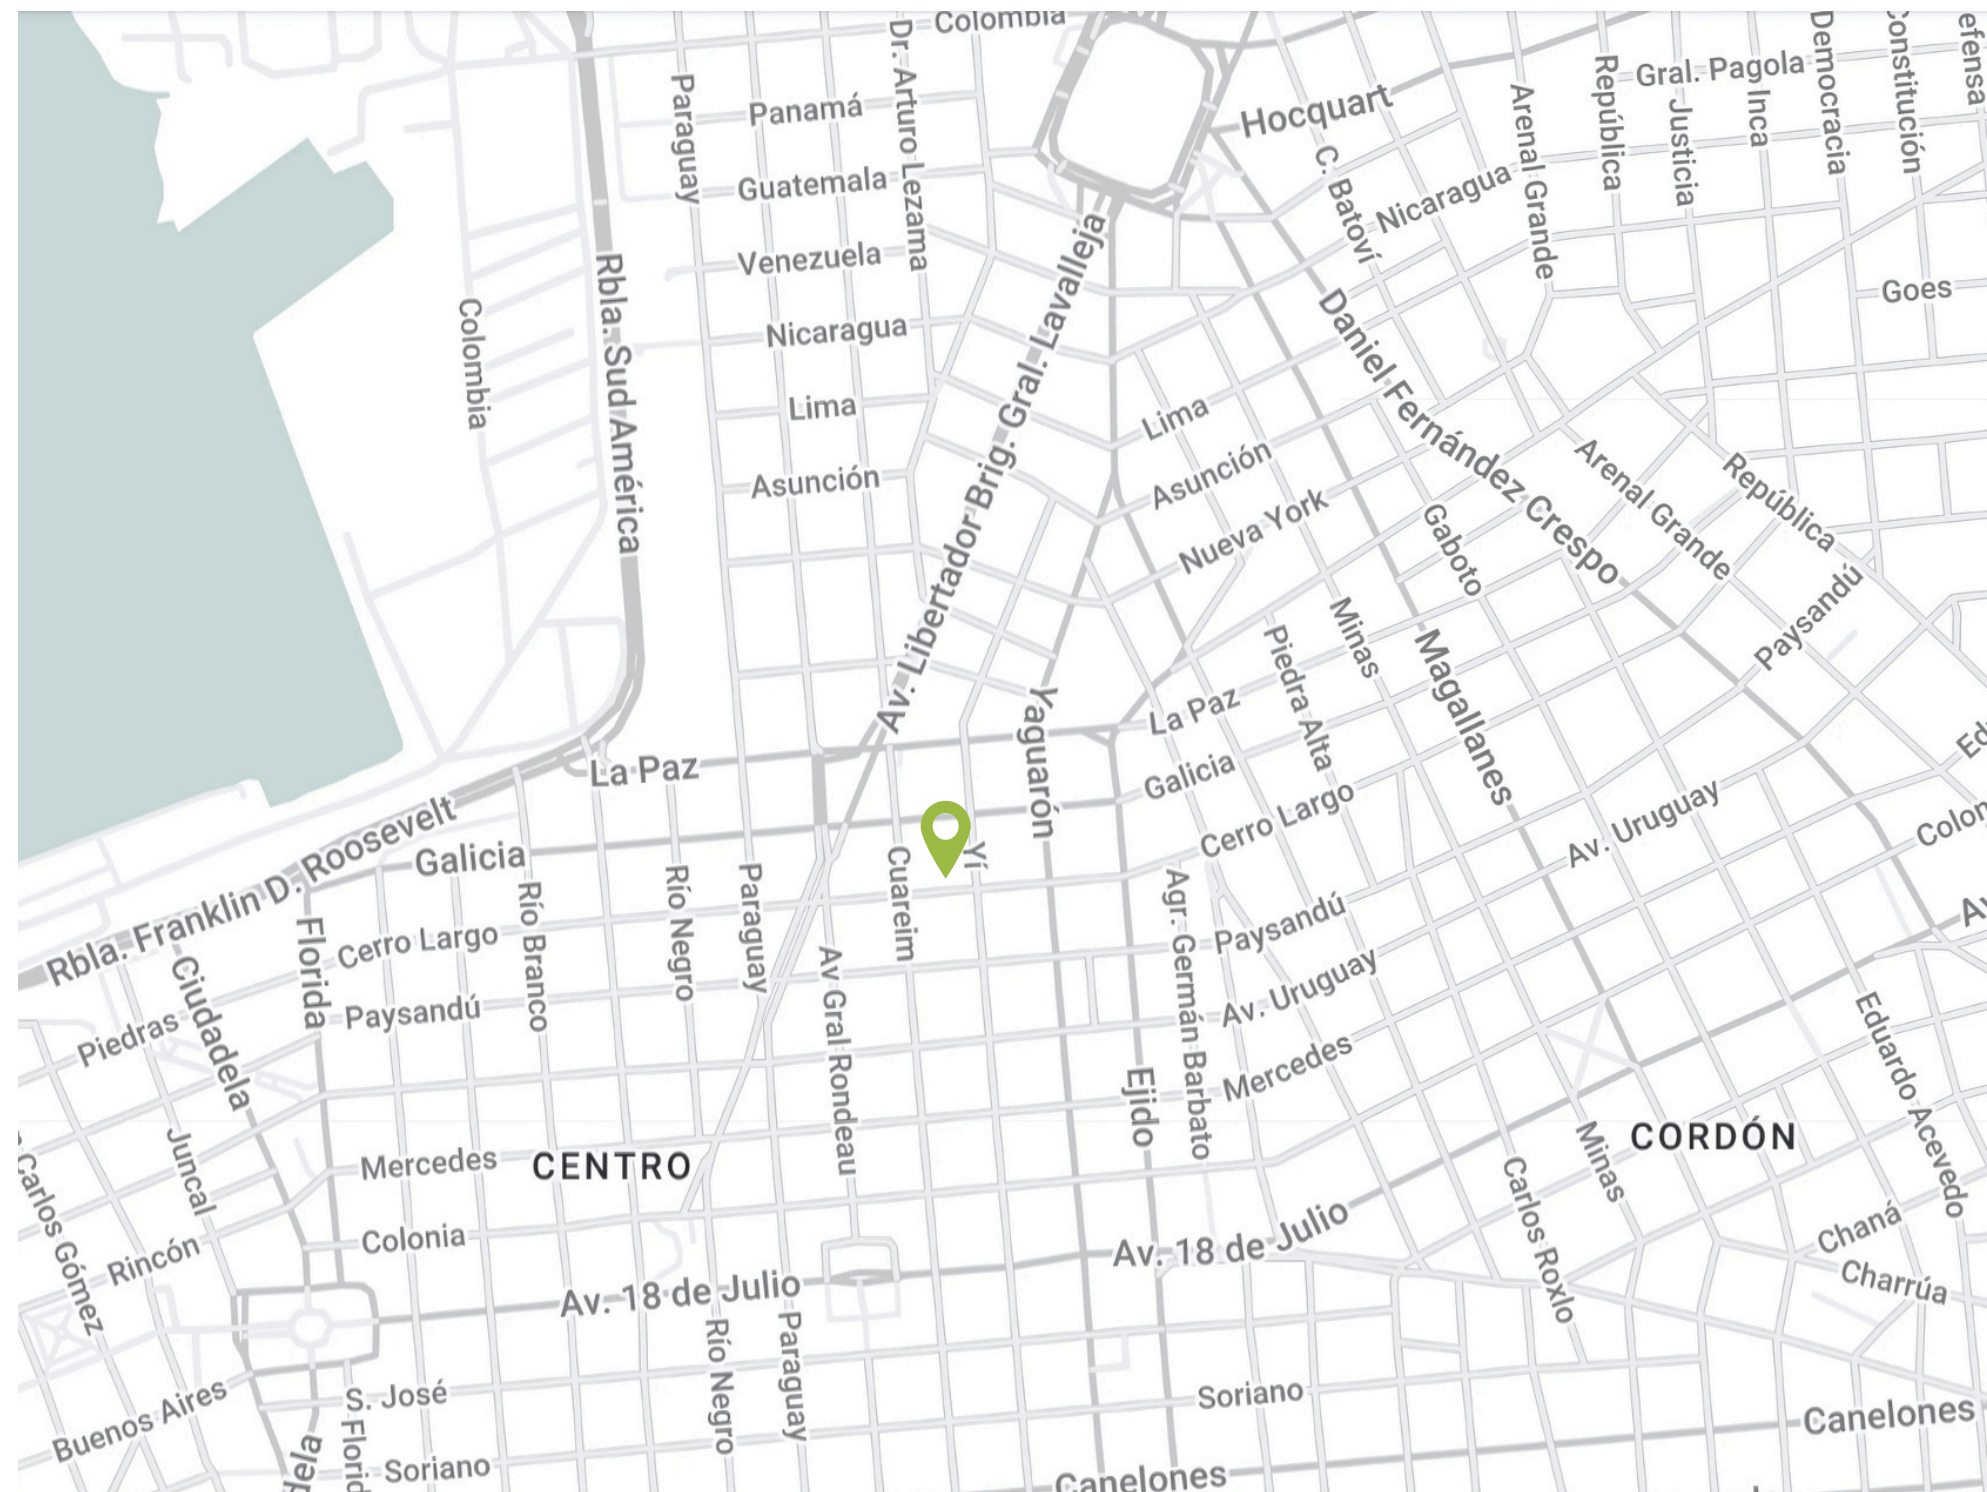 Colombia
Dr. Arturo Lezama
Paraguay
Panamá
Guatemala
Venezuela
Nicaragua
Lima
Asunción
Colombia
Rbla. Sud América
Av. Libertador Brig. Gral. Lavalleja
Hocquart
C. Batoví
Nicaragua
Arenal Grande
República
Gral. Pagola
Justicia
Inca
Democracia
Constitución
efensa
Goes
Daniel Fernández Crespo
Lima
Asunción
Nueva York
Gaboto
Arenal Grande
República
Paysandú
Minas
Piedra Alta
Magallanes
La Paz
Galicia
Cerro Largo
Av. Uruguay
Ed
Colon
Av
Yaguarón
La Paz
Rbla. Franklin D. Roosevelt
Galicia
Florida
Cerro Largo
Río Branco
Río Negro
Paraguay
Cuareim
Yí
Av Gral Rondeau
Agr. Germán Barbato
Paysandú
Av. Uruguay
Mercedes
Ejido
Piedras
Ciudadela
Paysandú
Juncal
Carlos Gómez
Rincón
Mercedes
CENTRO
Colonia
Av. 18 de Julio
Av. 18 de Julio
CORDÓN
Eduardo Acevedo
Minas
Carlos Roxlo
Chaná
Charrúa
Río Negro
Paraguay
Buenos Aires
S. José
Florid
Soriano
Soriano
Canelones
Canelones